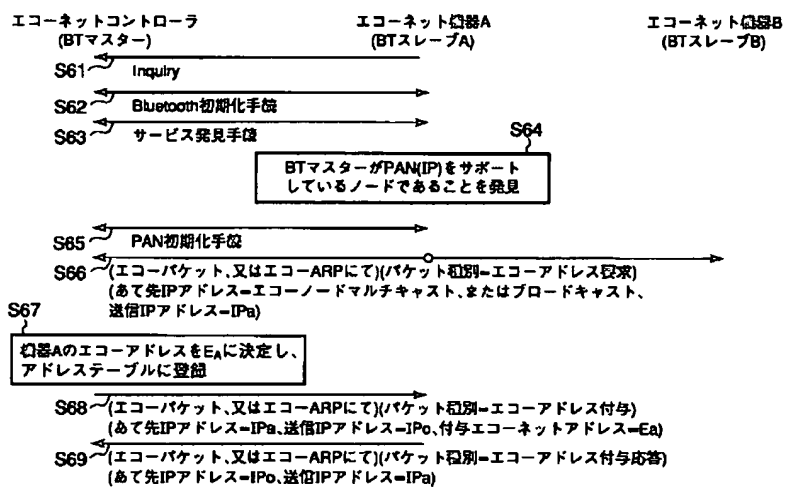 エコーネットコントローラ
(BTマスター)
エコーネット機器A
(BTスレーブA)
エコーネット機器B
(BTスレーブB)
S61
Inquiry
S62
Bluetooth初期化手続
S63
サービス発見手続
S64
BTマスターがPAN(IP)をサポート
しているノードであることを発見
S65
PAN初期化手続
S66
(エコーパケット、又はエコーARPにて)(パケット種別=エコーアドレス要求)
(あて先IPアドレス=エコーノードマルチキャスト、またはブロードキャスト、
送信IPアドレス=IPa)
S67
機器AのエコーアドレスをEAに決定し、
アドレステーブルに登録
S68
(エコーパケット、又はエコーARPにて)(パケット種別=エコーアドレス付与)
(あて先IPアドレス=IPa、送信IPアドレス=IPo、付与エコーネットアドレス=Ea)
S69
(エコーパケット、又はエコーARPにて)(パケット種別=エコーアドレス付与応答)
(あて先IPアドレス=IPo、送信IPアドレス=IPa)